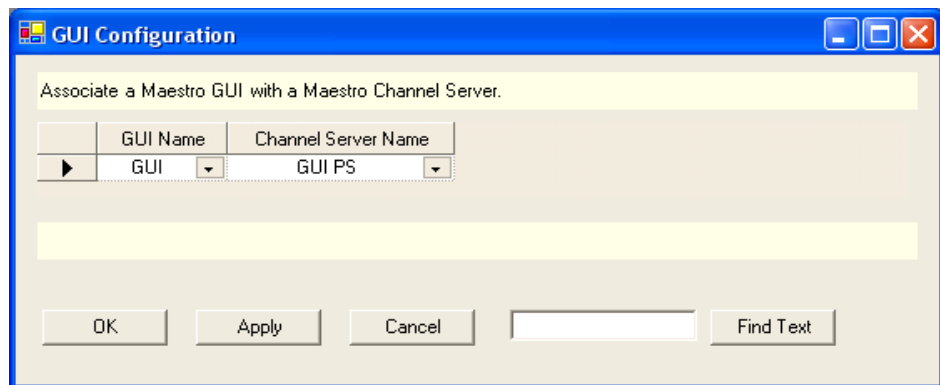 GUI Configuration
Associate a Maestro GUI with a Maestro Channel Server.
GUI Name Channel Server Name
GUI GUI PS
OK Apply Cancel Find Text